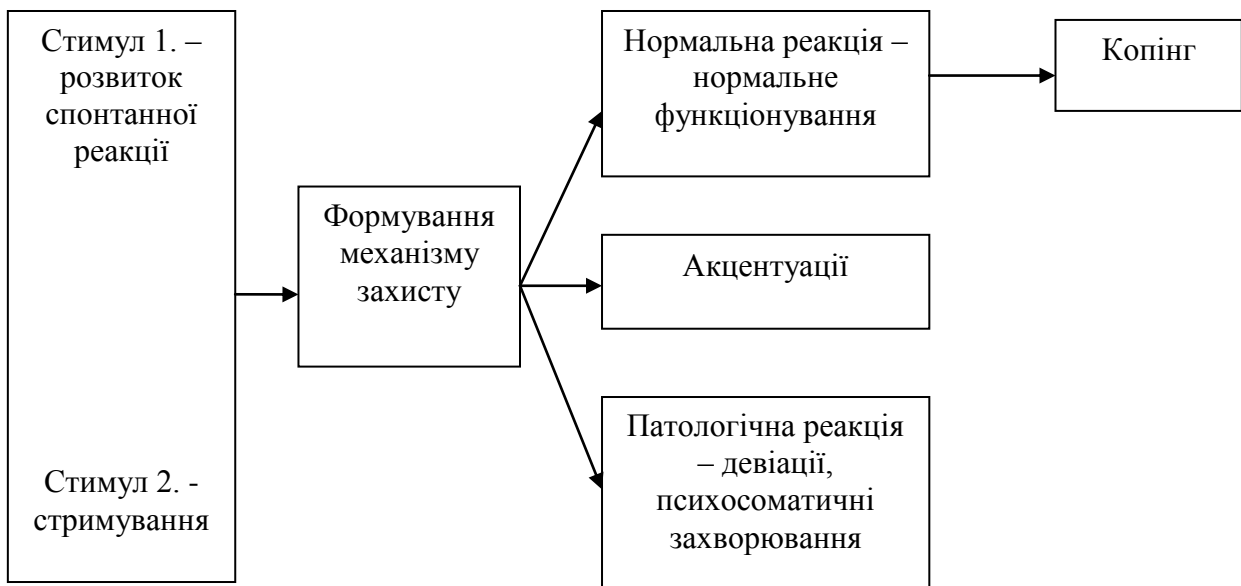 Стимул 1. –
розвиток
спонтанної
реакції
Стимул 2. -
стримування
Формування
механізму
захисту
Нормальна реакція –
нормальне
функціонування
Копінг
Акцентуації
Патологічна реакція
– девіації,
психосоматичні
захворювання